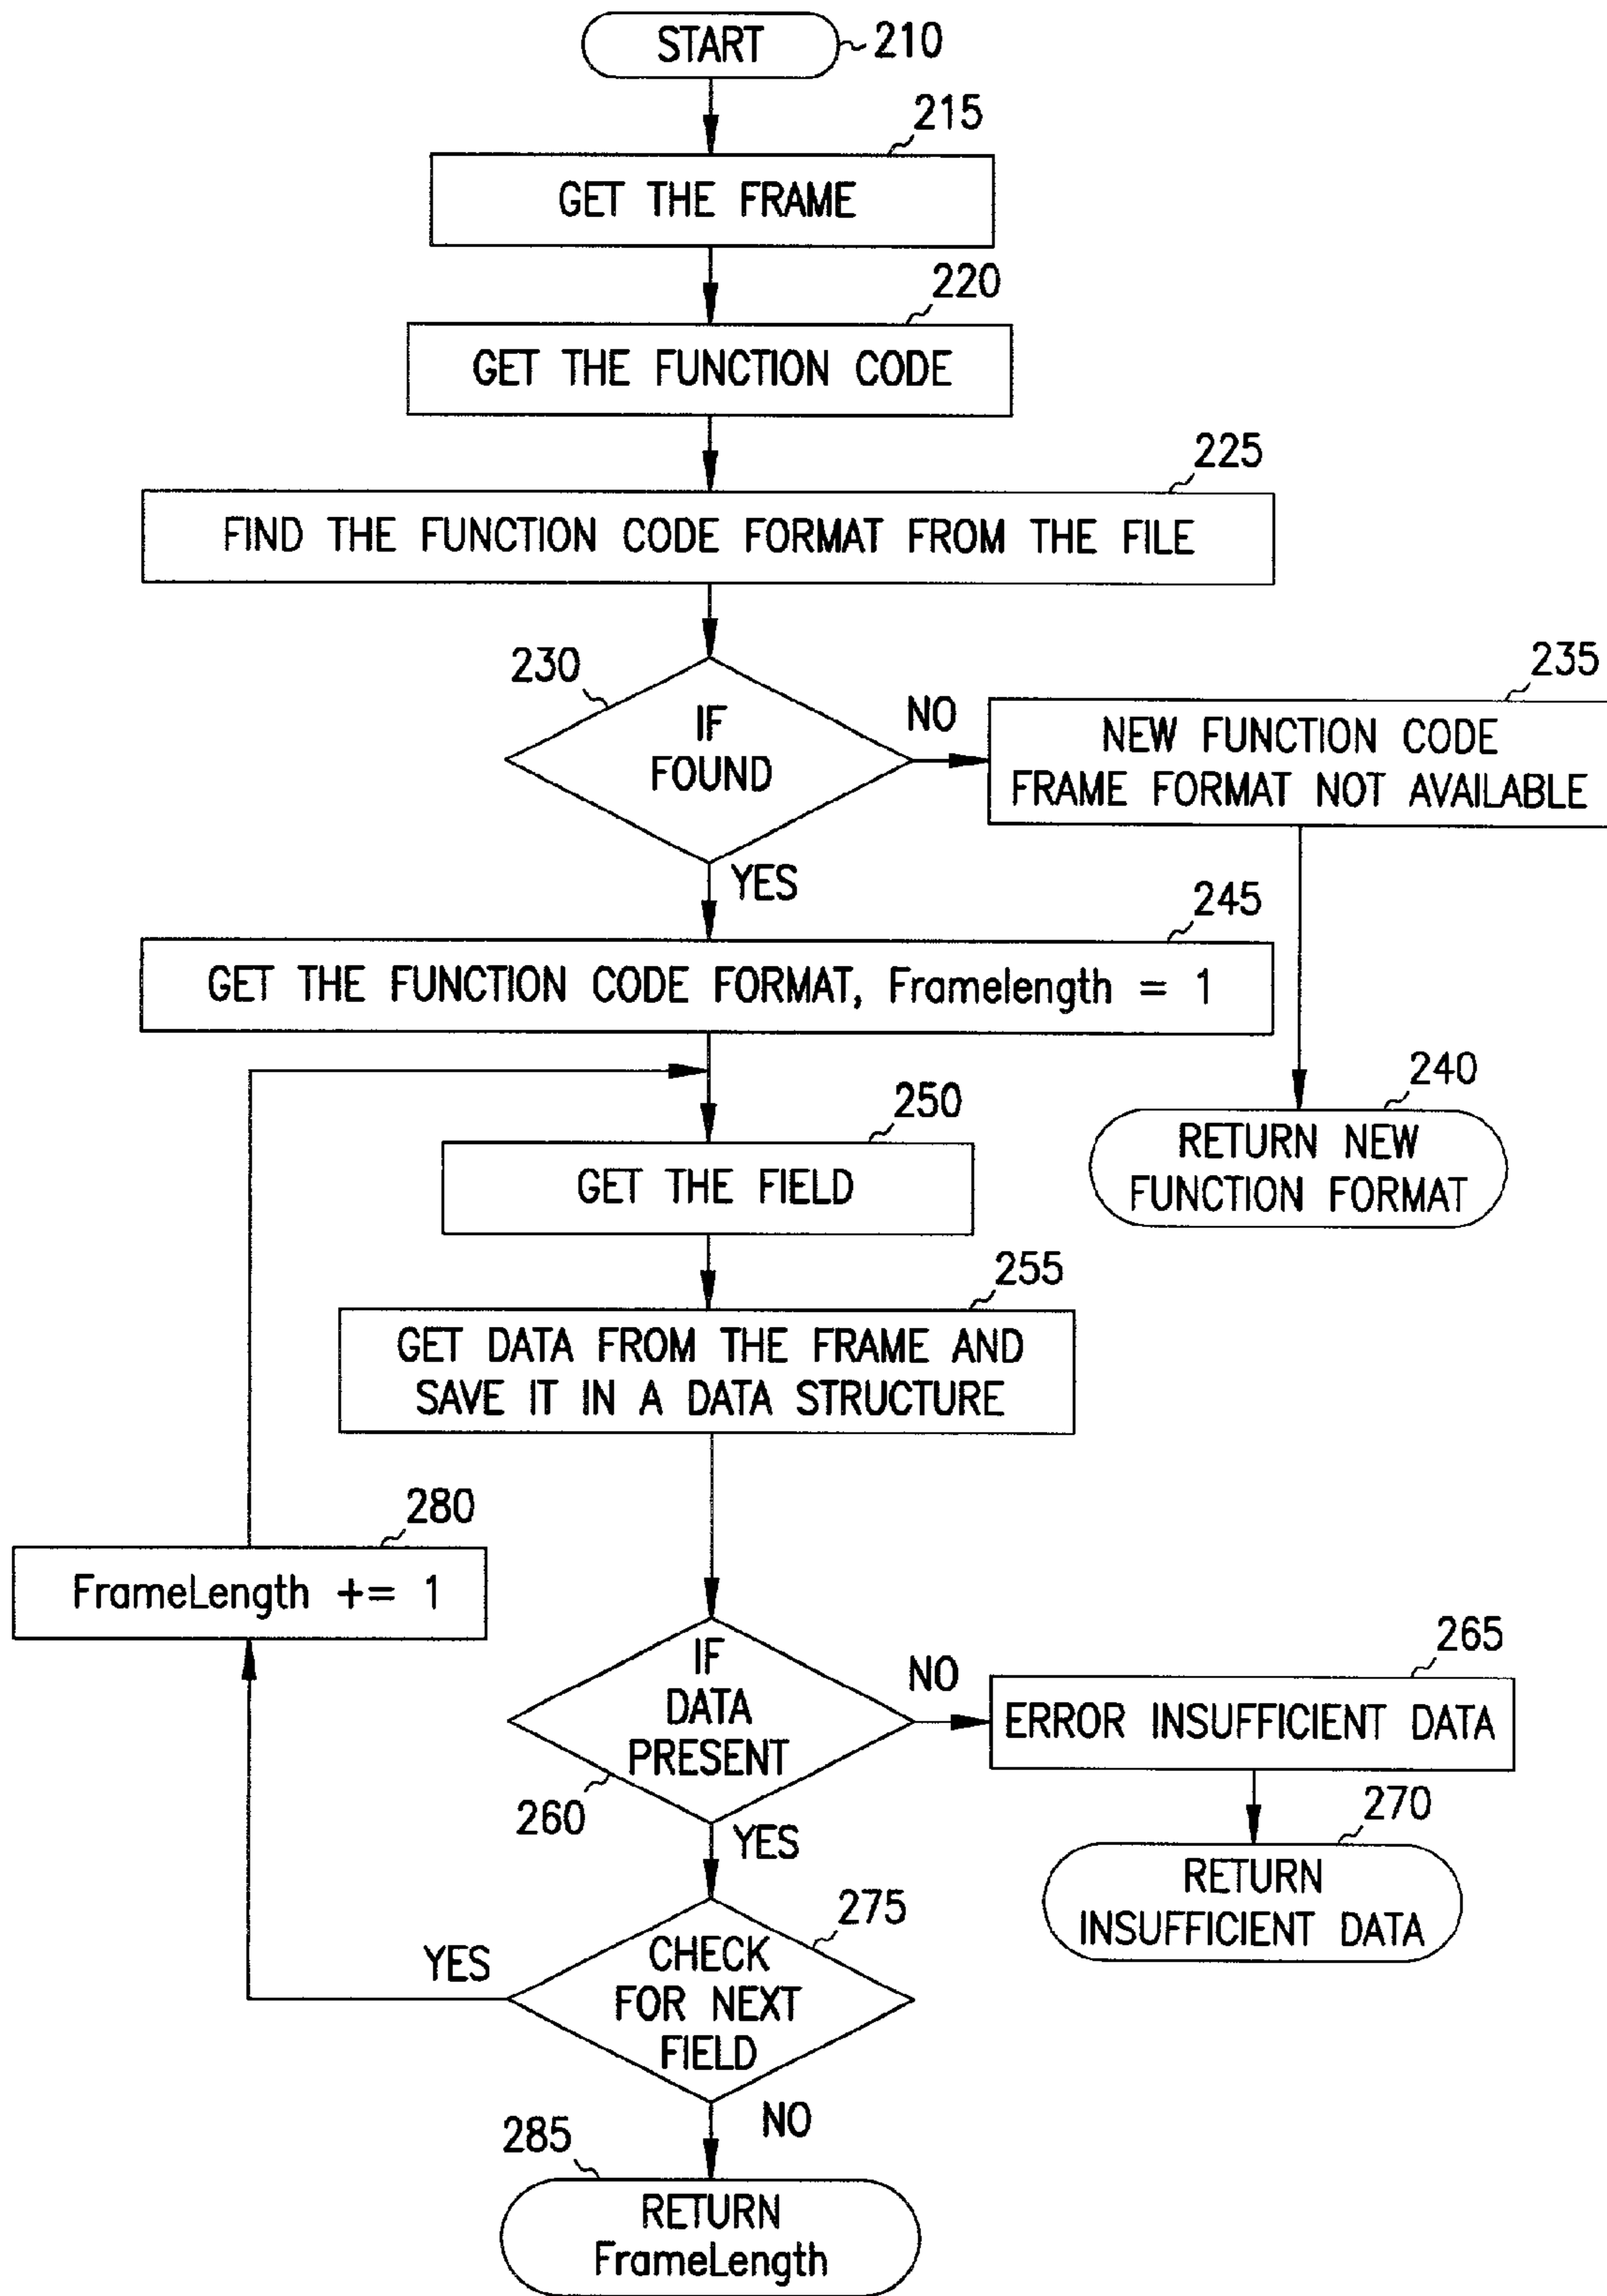 START
210
215
GET THE FRAME
220
GET THE FUNCTION CODE
225
FIND THE FUNCTION CODE FORMAT FROM THE FILE
230
IF
FOUND
NO
235
NEW FUNCTION CODE
FRAME FORMAT NOT AVAILABLE
YES
245
GET THE FUNCTION CODE FORMAT, Framelength = 1
240
RETURN NEW
FUNCTION FORMAT
250
GET THE FIELD
255
GET DATA FROM THE FRAME AND
SAVE IT IN A DATA STRUCTURE
280
FrameLength += 1
IF
DATA
PRESENT
260
NO
265
ERROR INSUFFICIENT DATA
YES
270
RETURN
INSUFFICIENT DATA
275
CHECK
FOR NEXT
FIELD
YES
NO
285
RETURN
FrameLength